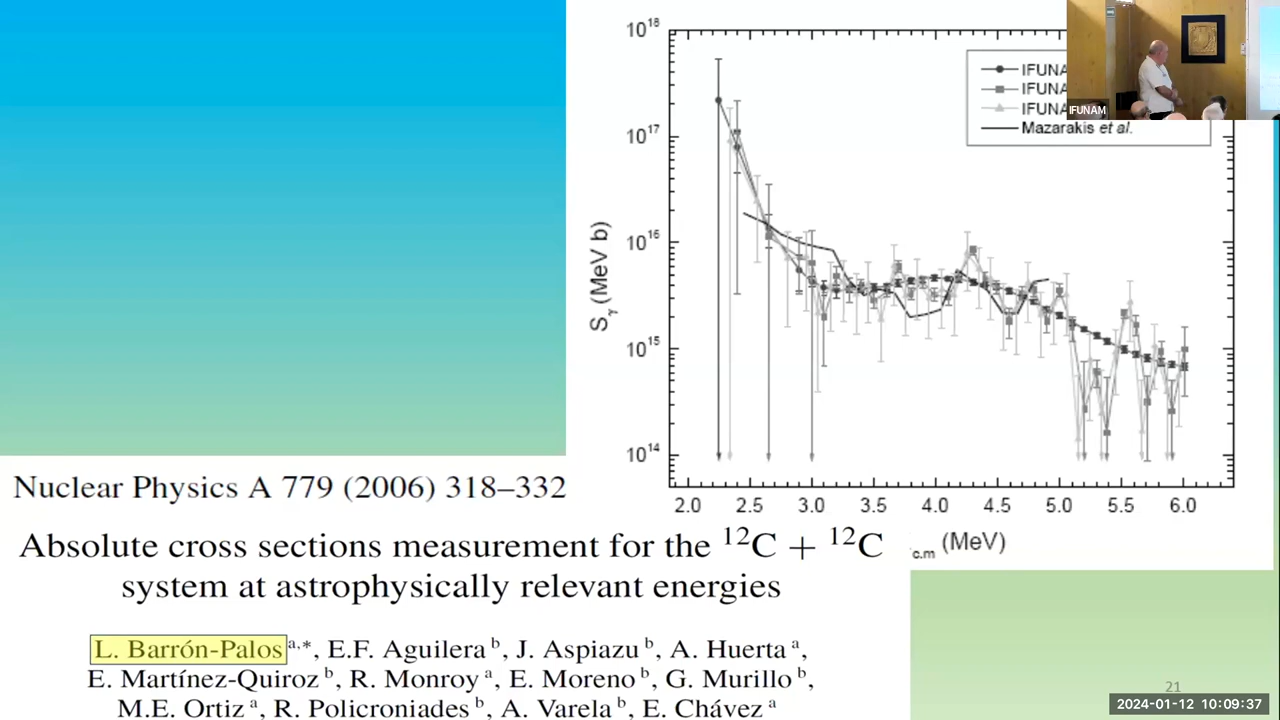 10^18
10^17
10^16
10^15
10^14
S_γ (MeV b)
IFUNA
IFUNA
IFUNA
Mazarakis et al.
IFUNAM
2.0 2.5 3.0 3.5 4.0 4.5 5.0 5.5 6.0
c.m (MeV)
Nuclear Physics A 779 (2006) 318–332
Absolute cross sections measurement for the ¹²C + ¹²C
system at astrophysically relevant energies
L. Barrón-Palos a,*, E.F. Aguilera b, J. Aspiazu b, A. Huerta a,
E. Martínez-Quiroz b, R. Monroy a, E. Moreno b, G. Murillo b,
M.E. Ortiz a, R. Policroniades b, A. Varela b, E. Chávez a
21
2024-01-12 10:09:37